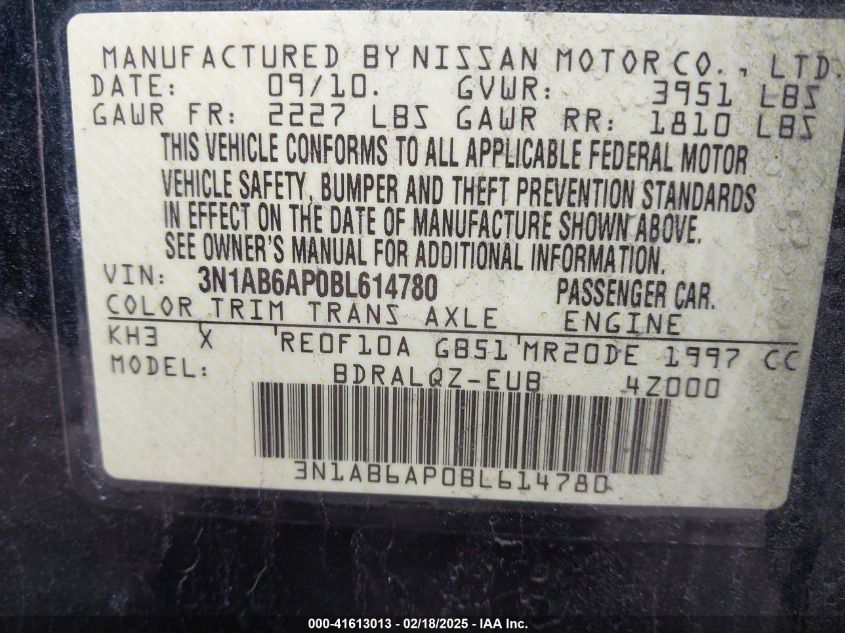 MANUFACTURED BY NISSAN MOTOR CO., LTD.
DATE: 09/10. GVWR: 3951 LBS
GAWR FR: 2227 LBS GAWR RR: 1810 LBS
THIS VEHICLE CONFORMS TO ALL APPLICABLE FEDERAL MOTOR
VEHICLE SAFETY, BUMPER AND THEFT PREVENTION STANDARDS
IN EFFECT ON THE DATE OF MANUFACTURE SHOWN ABOVE.
SEE OWNER'S MANUAL FOR ADDITIONAL INFORMATION.
VIN: 3N1AB6AP0BL614780 PASSENGER CAR.
COLOR TRIM TRANS AXLE ENGINE
KH3 X RE0F10A GB51 MR20DE 1997 CC
MODEL: BDRALQZ-EUB 4Z000
3N1AB6AP0BL614780
000-41613013 - 02/18/2025 - IAA Inc.